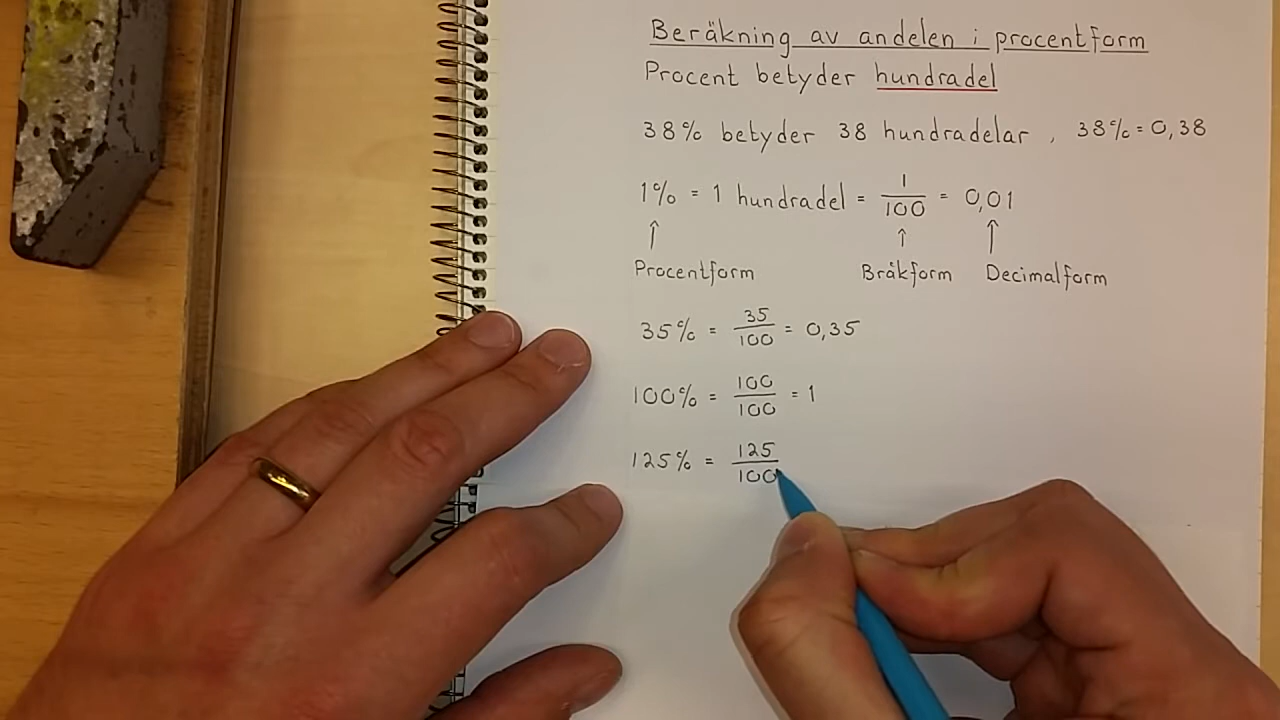 Beräkning av andelen i procentform
Procent betyder hundradel
38% betyder 38 hundradelar , 38% = 0,38
1% = 1 hundradel = 1/100 = 0,01
↑ ↑ ↑
Procentform Bråkform Decimalform
35% = 35/100 = 0,35
100% = 100/100 = 1
125% = 125/100